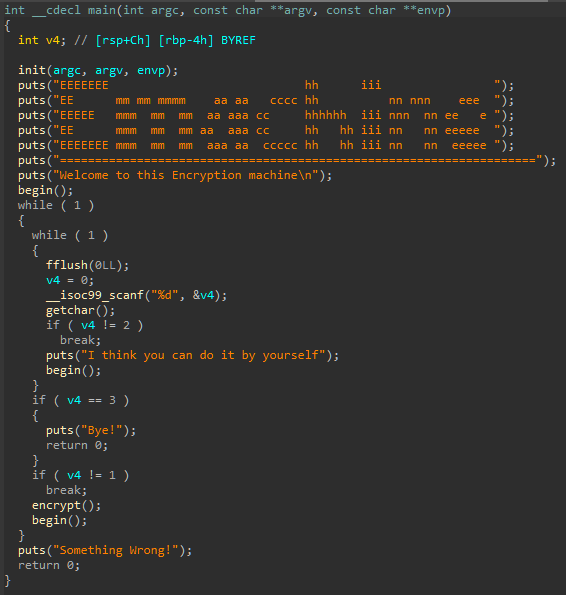 int __cdecl main(int argc, const char **argv, const char **envp)
{
  int v4; // [rsp+Ch] [rbp-4h] BYREF

  init(argc, argv, envp);
  puts("EEEEEEE                            hh      iii                ");
  puts("EE      mm mm mmmm    aa aa   cccc hh          nn nnn    eee  ");
  puts("EEEEE   mmm  mm  mm  aa aaa cc     hhhhhh  iii nnn  nn ee   e ");
  puts("EE      mmm  mm  mm aa  aaa cc     hh   hh iii nn   nn eeeee  ");
  puts("EEEEEEE mmm  mm  mm  aaa aa  ccccc hh   hh iii nn   nn  eeeee ");
  puts("====================================================================");
  puts("Welcome to this Encryption machine\n");
  begin();
  while ( 1 )
  {
    while ( 1 )
    {
      fflush(0LL);
      v4 = 0;
      __isoc99_scanf("%d", &v4);
      getchar();
      if ( v4 != 2 )
        break;
      puts("I think you can do it by yourself");
      begin();
    }
    if ( v4 == 3 )
    {
      puts("Bye!");
      return 0;
    }
    if ( v4 != 1 )
      break;
    encrypt();
    begin();
  }
  puts("Something Wrong!");
  return 0;
}